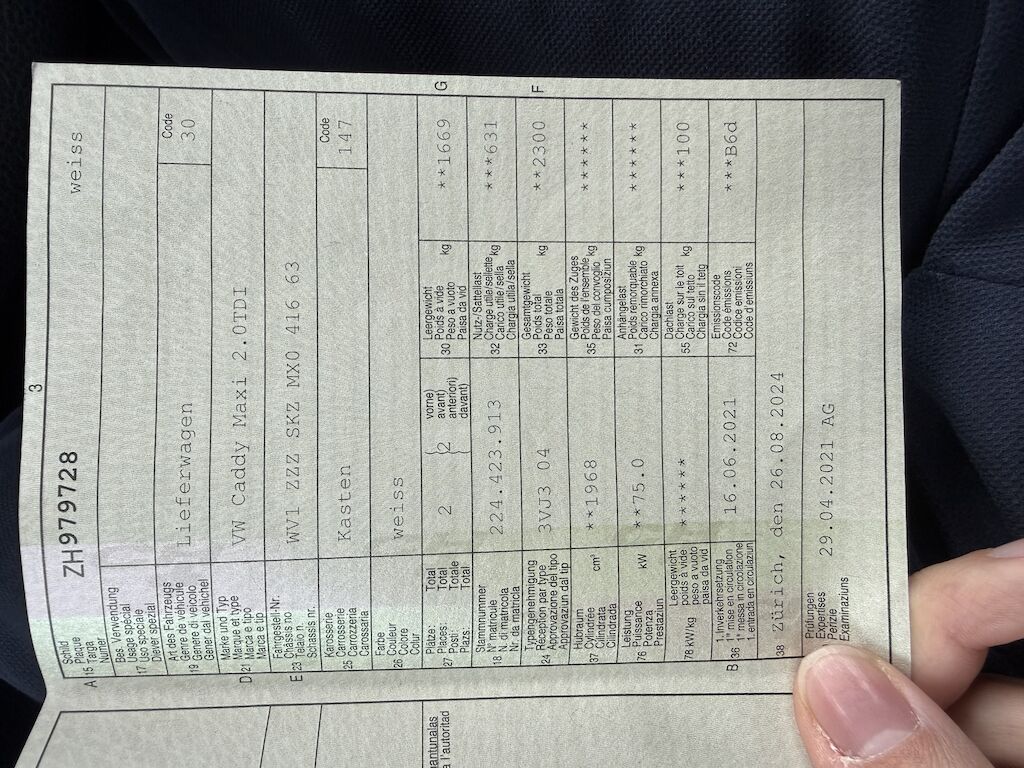 3
A 15 Schild Plaque Targa Numer ZH979728 weiss
17 Bes. Verwendung
Usage spécial
Uso speciale
Diever spezial
19 Art des Fahrzeugs
Genre de véhicule
Genere di veicolo
Gener dal vehichel
Lieferwagen
Code
30
D 21 Marke und Typ
Marque et type
Marca e tipo
Marca e tip
VW Caddy Maxi 2.0TDI
E 23 Fahrgestell-Nr.
Châssis no
Telaio n.
Schassis nr.
WV1 ZZZ SKZ MX0 416 63
25 Karosserie
Carrosserie
Carrozzeria
Carossaria
Kasten
Code
147
26 Farbe
Couleur
Colore
Colur
weiss
27 Plätze: Total
Places: Total
Posti: Totale
Plazs: Total
2
vorne)
avant)
anteriori)
davant)
2
30 Leergewicht
Poids à vide
Peso a vuoto
Paisa da vid
kg
**1669
G
18 Stammnummer
N° matricule
N. di matricola
Nr. da matricla
224.423.913
32 Nutz-/Sattellast
Charge utile/sellette
Carico utile/sella
Chargia utila/sella
kg
***631
24 Typengenehmigung
Réception par type
Approvazione del tipo
Approvaziun dal tip
3VJ3 04
33 Gesamtgewicht
Poids total
Peso totale
Paisa totala
kg
**2300
F
37 Hubraum
Cylindrée
Cilindrata
Cilindrada
cm³
**1968
35 Gewicht des Zuges
Poids de l'ensemble
Peso del convoglio
Paisa cumposiziun
kg
******
76 Leistung
Puissance
Potenza
Prestaziun
kW
**75.0
31 Anhängelast
Poids remorquable
Carico rimorchiato
Chargia annexa
kg
******
78 kW/kg Leergewicht
poids à vide
peso a vuoto
paisa da vid
******
55 Dachlast
Charge sur le toit
Carico sul tetto
Chargia sin il tetg
kg
***100
B 36 1. Inverkehrsetzung
1re mise en circulation
1a messa in circolazione
1. entrada en circulaziun
16.06.2021
72 Emissionscode
Code émissions
Codice emissioni
Code d'emissiuns
***B6d
38 Zürich, den 26.08.2024
Prüfungen
Expertises
Perizie
Examinaziuns
29.04.2021 AG
mantunalas
a l'autoritad